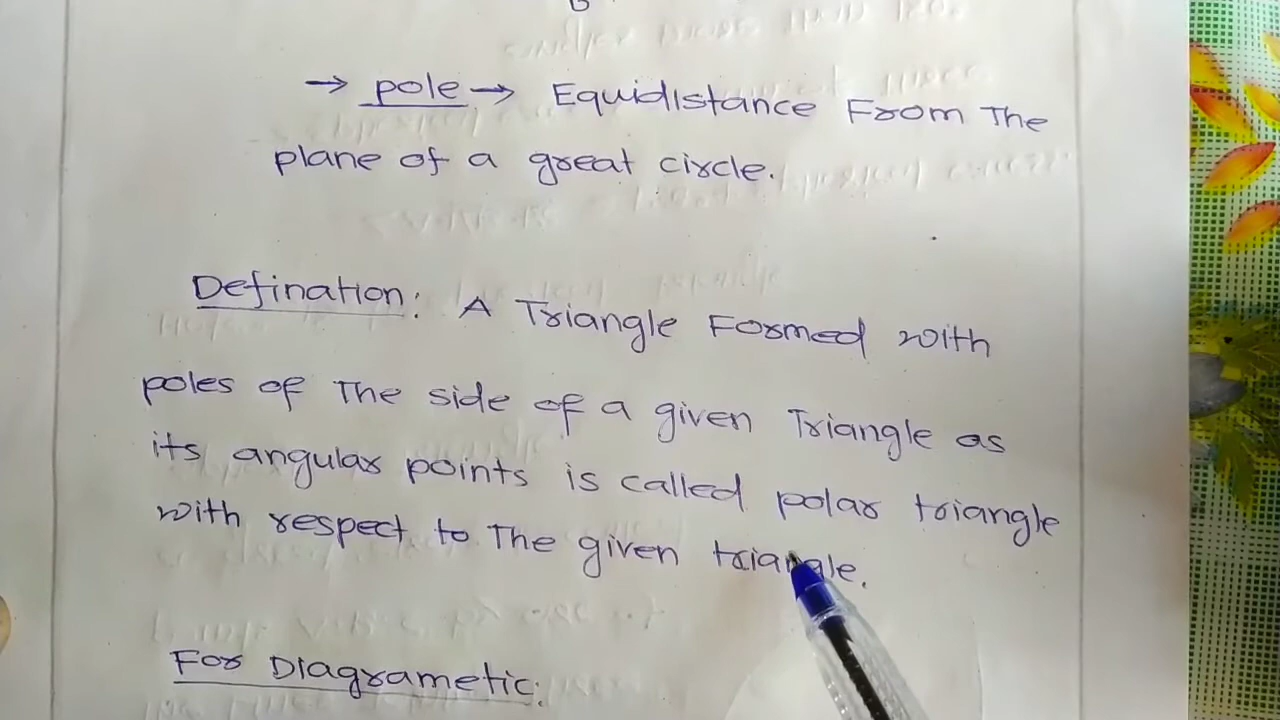 → pole → Equidistance From The
plane of a great circle.
Defination: A Triangle Formed with
poles of The side of a given Triangle as
its angular points is called polar triangle
with respect to The given triangle.
For Diagrametic: